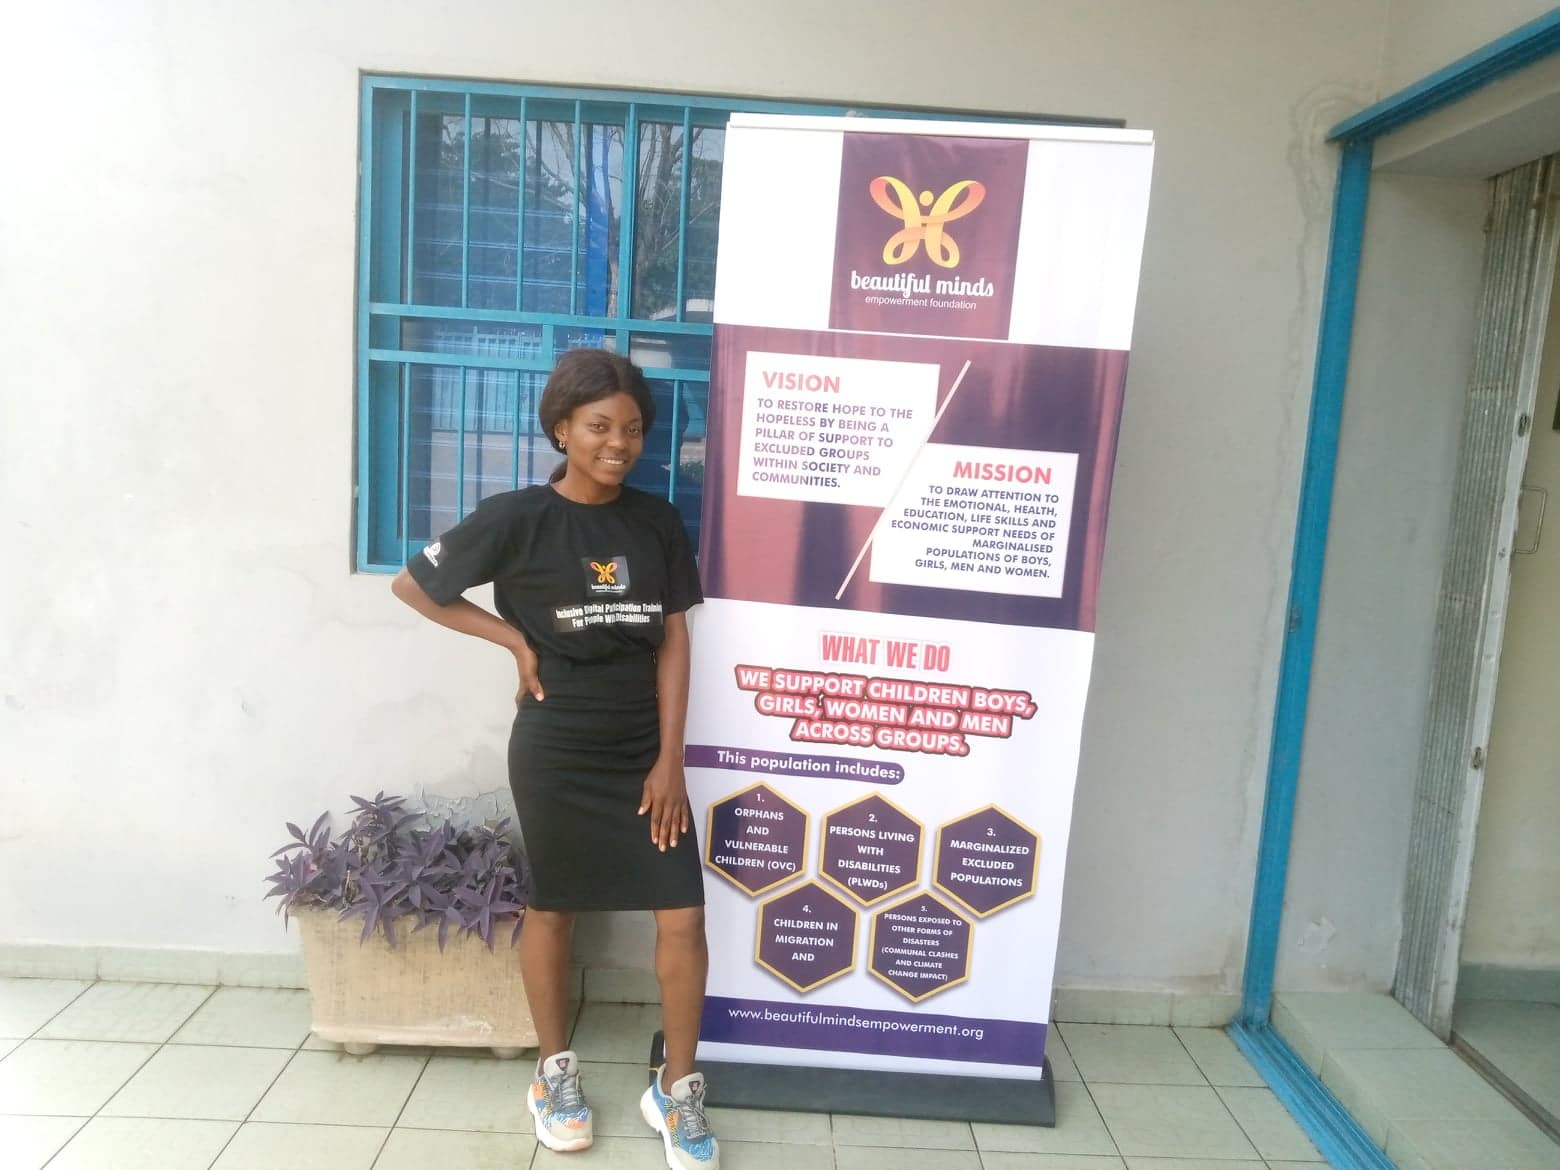 beautiful minds
empowerment foundation
VISION
TO RESTORE HOPE TO THE
HOPELESS BY BEING A
PILLAR OF SUPPORT TO
EXCLUDED GROUPS
WITHIN SOCIETY AND
COMMUNITIES.
MISSION
TO DRAW ATTENTION TO
THE EMOTIONAL, HEALTH,
EDUCATION, LIFE SKILLS AND
ECONOMIC SUPPORT NEEDS OF
MARGINALISED
POPULATIONS OF BOYS,
GIRLS, MEN AND WOMEN.
WHAT WE DO
WE SUPPORT CHILDREN BOYS,
GIRLS, WOMEN AND MEN
ACROSS GROUPS.
This population includes:
1.
ORPHANS
AND
VULNERABLE
CHILDREN (OVC)
2.
PERSONS LIVING
WITH
DISABILITIES
(PLWDs)
3.
MARGINALIZED
EXCLUDED
POPULATIONS
4.
CHILDREN IN
MIGRATION
AND
5.
PERSONS EXPOSED TO
OTHER FORMS OF
DISASTERS
(COMMUNAL CLASHES
AND CLIMATE
CHANGE IMPACT)
www.beautifulmindsempowerment.org
beautiful minds
Inclusive Digital Participation Training
For People With Disabilities